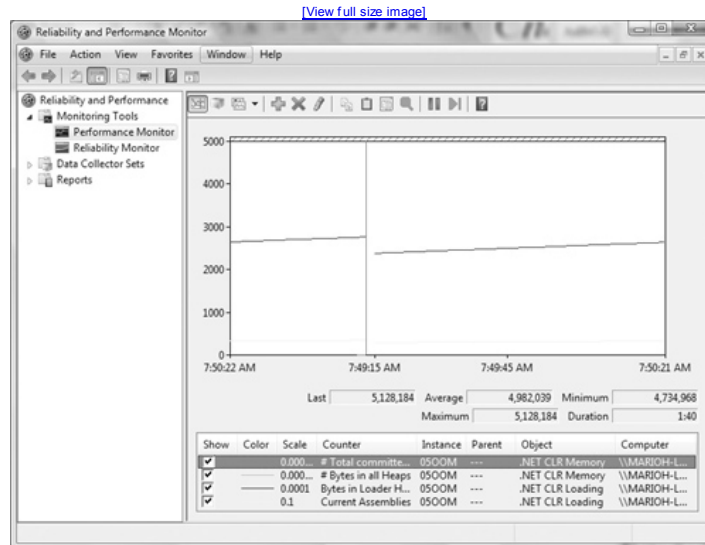 [View full size image]
Reliability and Performance Monitor
File Action View Favorites Window Help
Reliability and Performance
Monitoring Tools
Performance Monitor
Reliability Monitor
Data Collector Sets
Reports
5000
4000
3000
2000
1000
0
7:50:22 AM 7:49:15 AM 7:49:45 AM 7:50:21 AM
Last 5,128,184 Average 4,982,039 Minimum 4,734,968
Maximum 5,128,184 Duration 1:40
Show Color Scale Counter Instance Parent Object Computer
0.000... # Total committe... 05OOM --- .NET CLR Memory \\MARIOH-L...
0.000... # Bytes in all Heaps 05OOM --- .NET CLR Memory \\MARIOH-L...
0.0001 Bytes in Loader H... 05OOM --- .NET CLR Loading \\MARIOH-L...
0.1 Current Assemblies 05OOM --- .NET CLR Loading \\MARIOH-L...